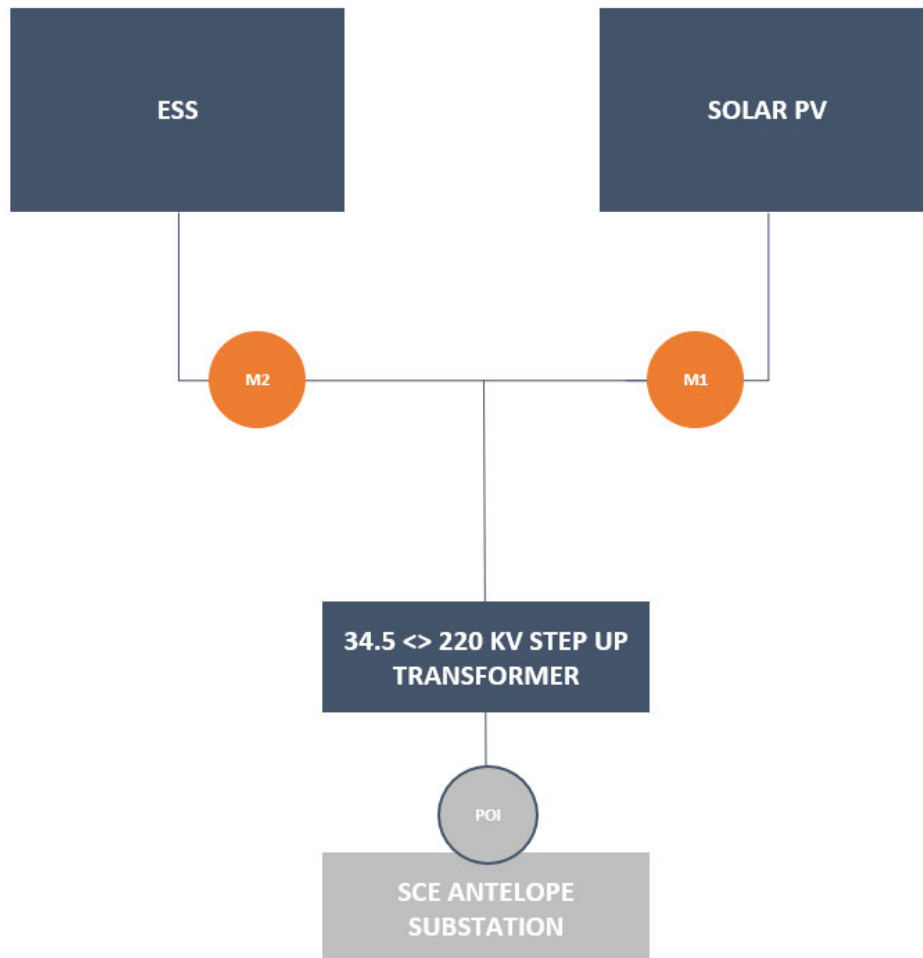 ESS
SOLAR PV
M2
M1
34.5 <> 220 KV STEP UP
TRANSFORMER
POI
SCE ANTELOPE
SUBSTATION